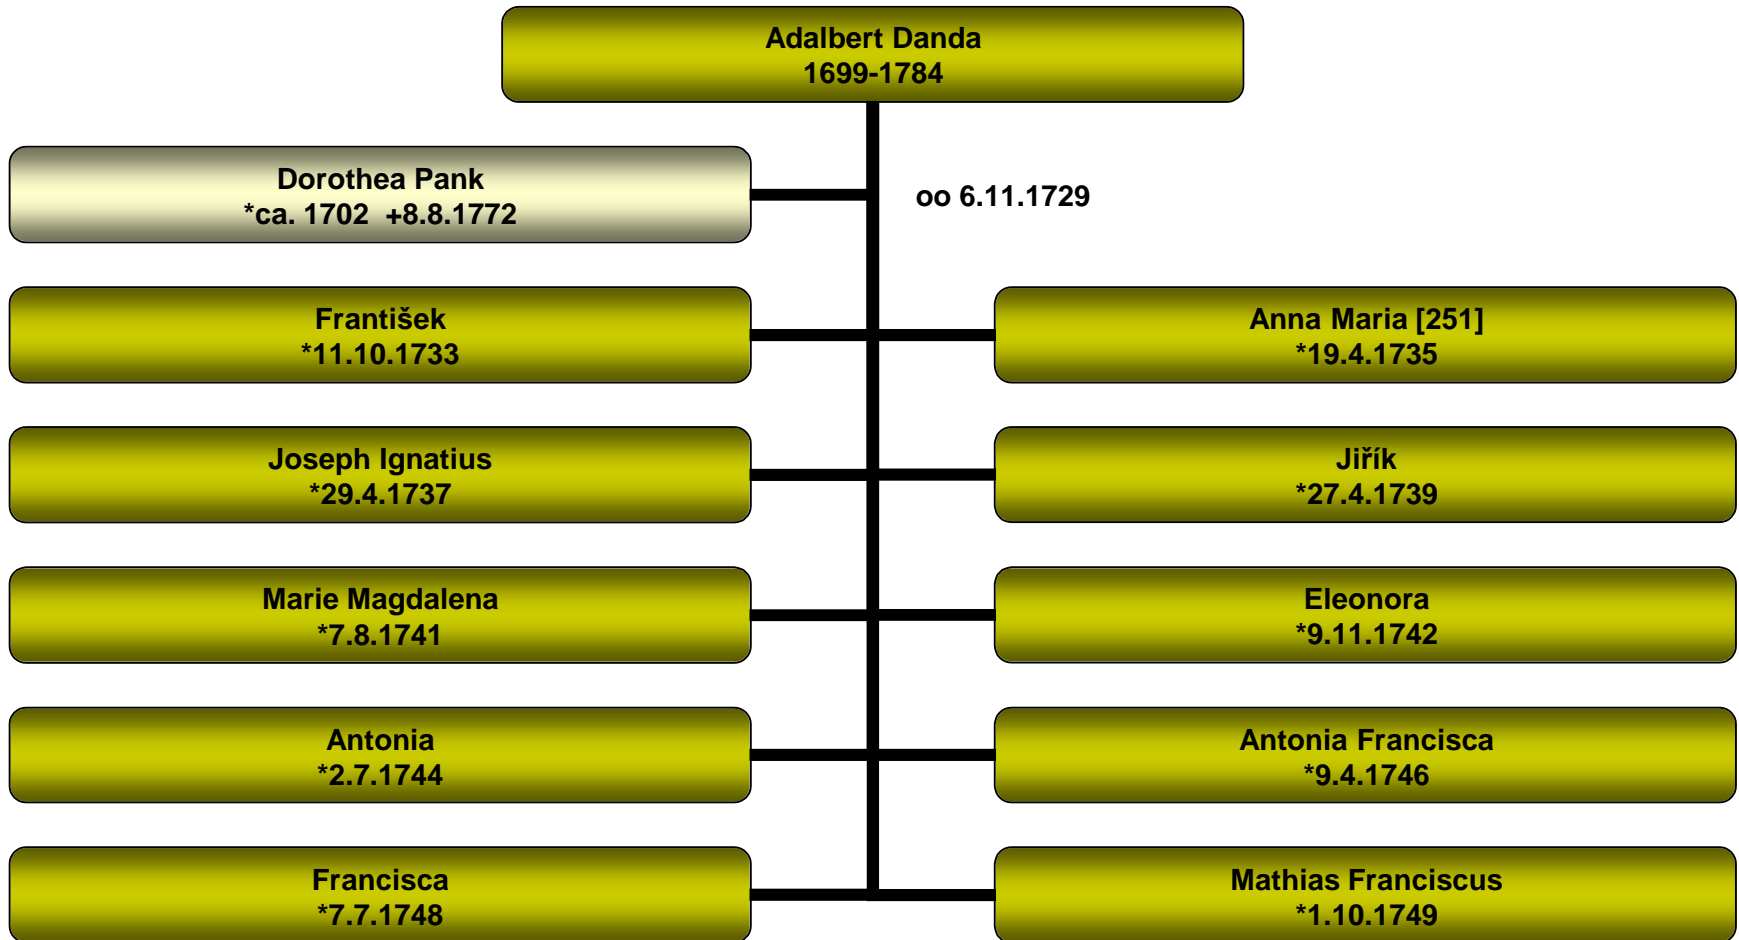 Adalbert Danda
1699-1784
Dorothea Pank
*ca. 1702  +8.8.1772
oo 6.11.1729
František
*11.10.1733
Anna Maria [251]
*19.4.1735
Joseph Ignatius
*29.4.1737
Jiřík
*27.4.1739
Marie Magdalena
*7.8.1741
Eleonora
*9.11.1742
Antonia
*2.7.1744
Antonia Francisca
*9.4.1746
Francisca
*7.7.1748
Mathias Franciscus
*1.10.1749